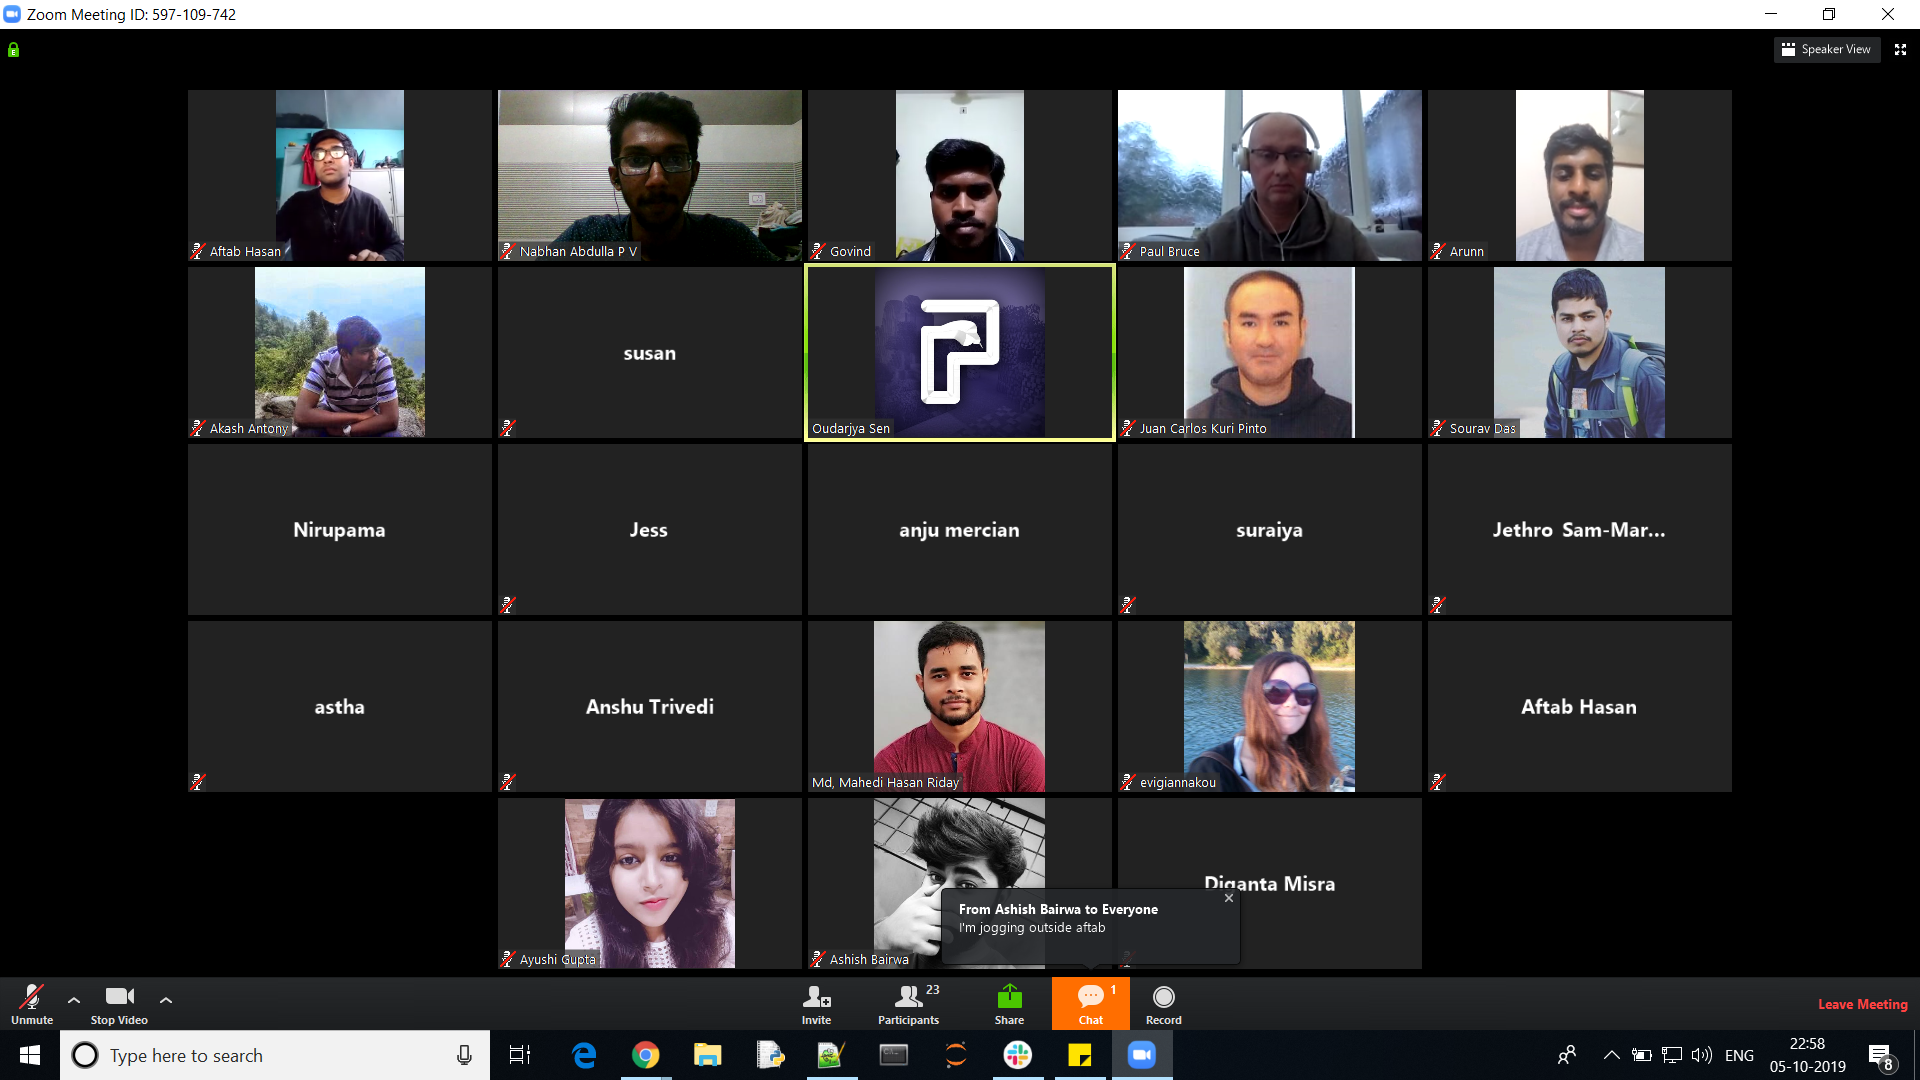 Zoom Meeting ID: 597-109-742
Speaker View
Aftab Hasan
Nabhan Abdulla P V
Govind
Paul Bruce
Arunn
Akash Antony
susan
Oudarjya Sen
Juan Carlos Kuri Pinto
Sourav Das
Nirupama
Jess
anju mercian
suraiya
Jethro Sam-Mar...
astha
Anshu Trivedi
Md, Mahedi Hasan Riday
evigiannakou
Aftab Hasan
Ayushi Gupta
Ashish Bairwa
Diganta Misra
From Ashish Bairwa to Everyone
I'm jogging outside aftab
Unmute
Stop Video
Invite
Participants 23
Share
Chat 1
Record
Leave Meeting
Type here to search
ENG
22:58
05-10-2019
8